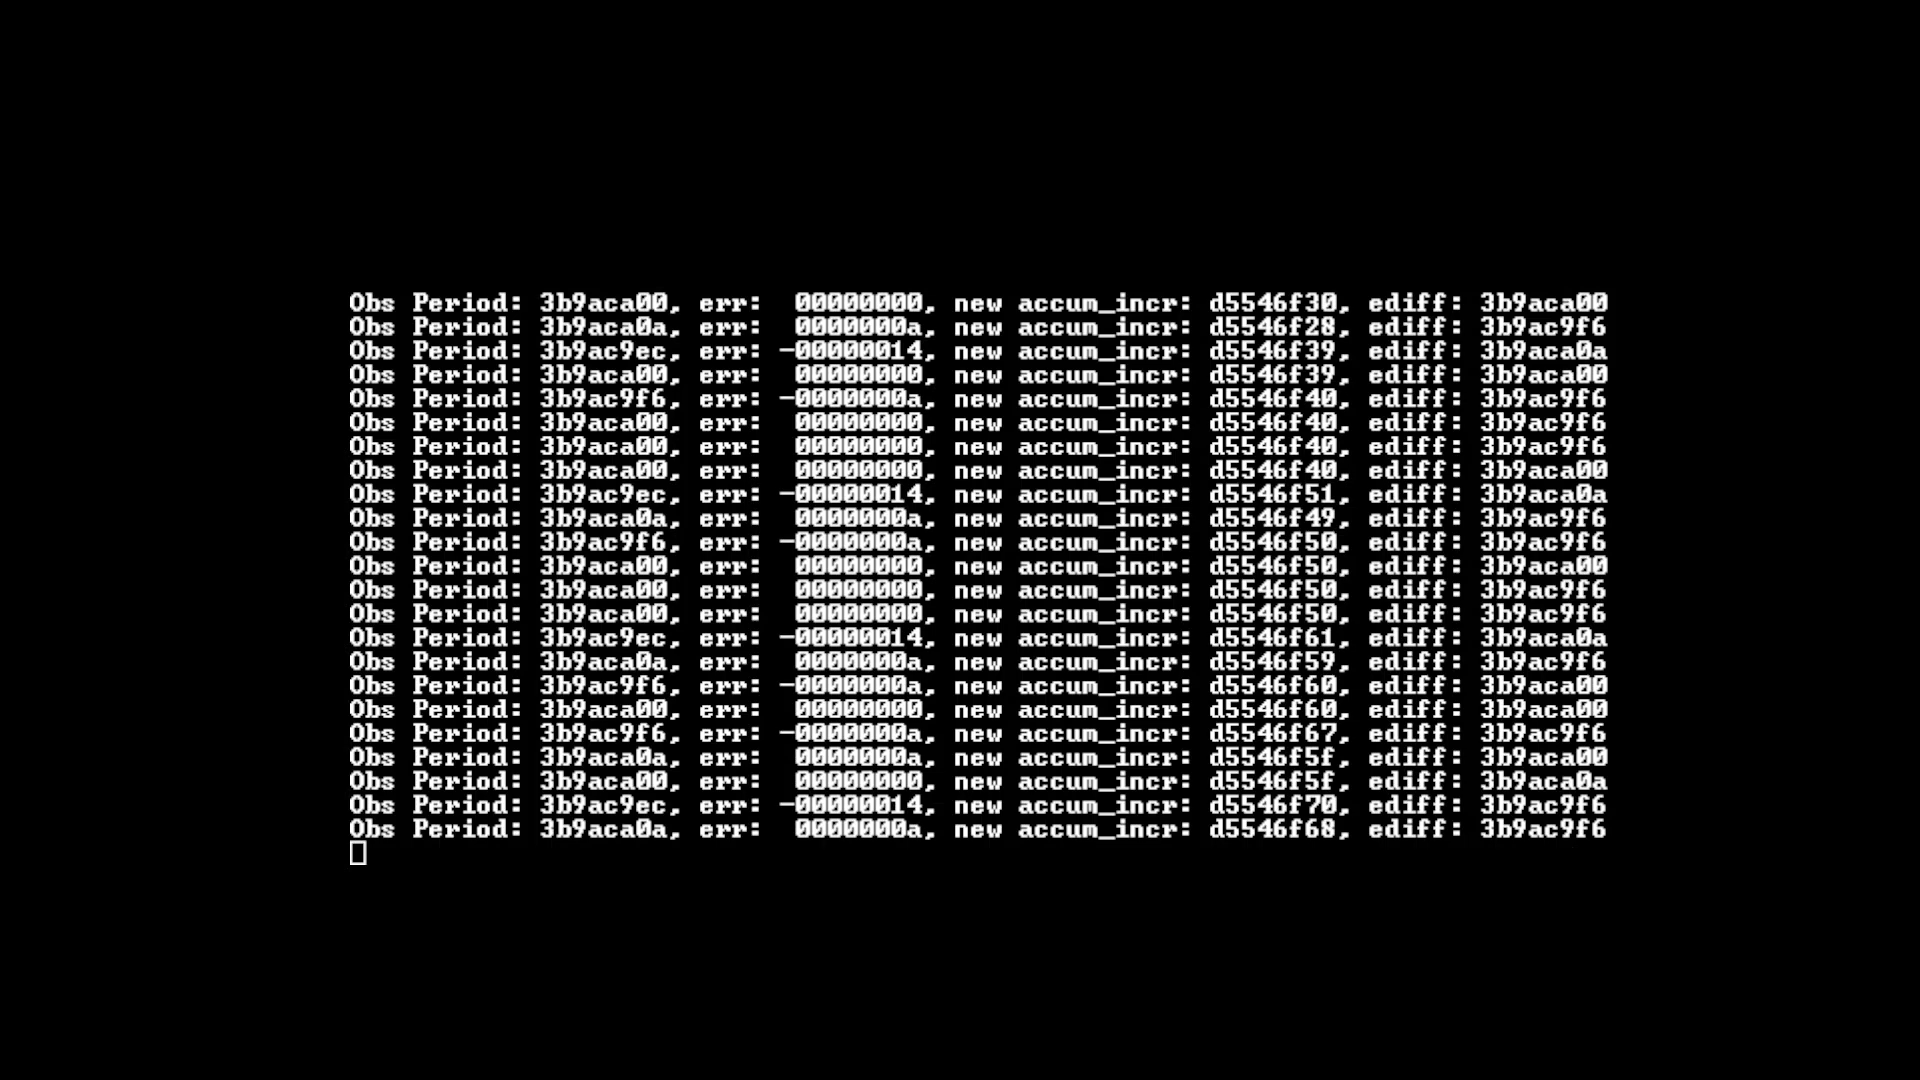 Obs Period: 3b9aca00, err:  00000000, new accum_incr: d5546f30, ediff: 3b9aca00
Obs Period: 3b9aca0a, err:  0000000a, new accum_incr: d5546f28, ediff: 3b9ac9f6
Obs Period: 3b9ac9ec, err: -00000014, new accum_incr: d5546f39, ediff: 3b9aca0a
Obs Period: 3b9aca00, err:  00000000, new accum_incr: d5546f39, ediff: 3b9aca00
Obs Period: 3b9ac9f6, err: -0000000a, new accum_incr: d5546f40, ediff: 3b9ac9f6
Obs Period: 3b9aca00, err:  00000000, new accum_incr: d5546f40, ediff: 3b9ac9f6
Obs Period: 3b9aca00, err:  00000000, new accum_incr: d5546f40, ediff: 3b9ac9f6
Obs Period: 3b9aca00, err:  00000000, new accum_incr: d5546f40, ediff: 3b9aca00
Obs Period: 3b9ac9ec, err: -00000014, new accum_incr: d5546f51, ediff: 3b9aca0a
Obs Period: 3b9aca0a, err:  0000000a, new accum_incr: d5546f49, ediff: 3b9ac9f6
Obs Period: 3b9ac9f6, err: -0000000a, new accum_incr: d5546f50, ediff: 3b9ac9f6
Obs Period: 3b9aca00, err:  00000000, new accum_incr: d5546f50, ediff: 3b9aca00
Obs Period: 3b9aca00, err:  00000000, new accum_incr: d5546f50, ediff: 3b9ac9f6
Obs Period: 3b9aca00, err:  00000000, new accum_incr: d5546f50, ediff: 3b9ac9f6
Obs Period: 3b9ac9ec, err: -00000014, new accum_incr: d5546f61, ediff: 3b9aca0a
Obs Period: 3b9aca0a, err:  0000000a, new accum_incr: d5546f59, ediff: 3b9ac9f6
Obs Period: 3b9ac9f6, err: -0000000a, new accum_incr: d5546f60, ediff: 3b9aca00
Obs Period: 3b9aca00, err:  00000000, new accum_incr: d5546f60, ediff: 3b9aca00
Obs Period: 3b9ac9f6, err: -0000000a, new accum_incr: d5546f67, ediff: 3b9ac9f6
Obs Period: 3b9aca0a, err:  0000000a, new accum_incr: d5546f5f, ediff: 3b9aca00
Obs Period: 3b9aca00, err:  00000000, new accum_incr: d5546f5f, ediff: 3b9aca0a
Obs Period: 3b9ac9ec, err: -00000014, new accum_incr: d5546f70, ediff: 3b9ac9f6
Obs Period: 3b9aca0a, err:  0000000a, new accum_incr: d5546f68, ediff: 3b9ac9f6